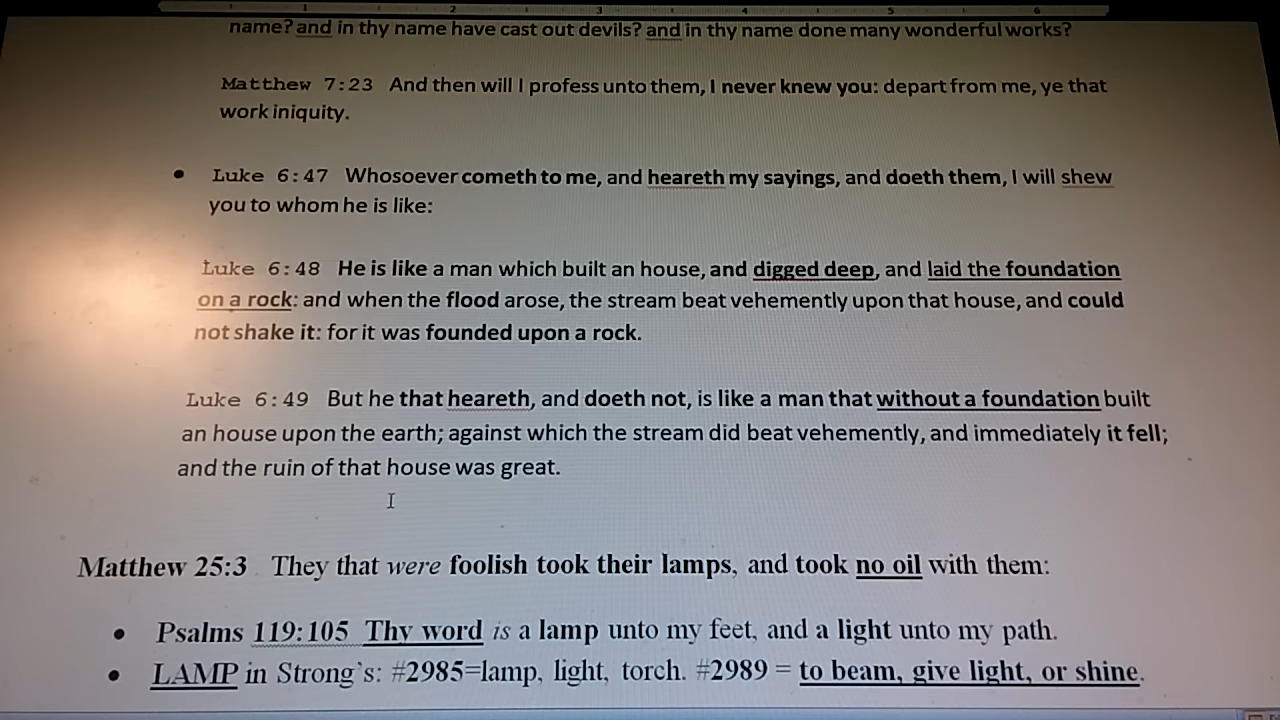 1 2 3 4 5 6
name? and in thy name have cast out devils? and in thy name done many wonderful works?
Matthew 7:23 And then will I profess unto them, I never knew you: depart from me, ye that
work iniquity.
• Luke 6:47 Whosoever cometh to me, and heareth my sayings, and doeth them, I will shew
you to whom he is like:
Luke 6:48 He is like a man which built an house, and digged deep, and laid the foundation
on a rock: and when the flood arose, the stream beat vehemently upon that house, and could
not shake it: for it was founded upon a rock.
Luke 6:49 But he that heareth, and doeth not, is like a man that without a foundation built
an house upon the earth; against which the stream did beat vehemently, and immediately it fell;
and the ruin of that house was great.
Matthew 25:3 They that were foolish took their lamps, and took no oil with them:
• Psalms 119:105 Thy word is a lamp unto my feet, and a light unto my path.
• LAMP in Strong's: #2985=lamp, light, torch. #2989 = to beam, give light, or shine.